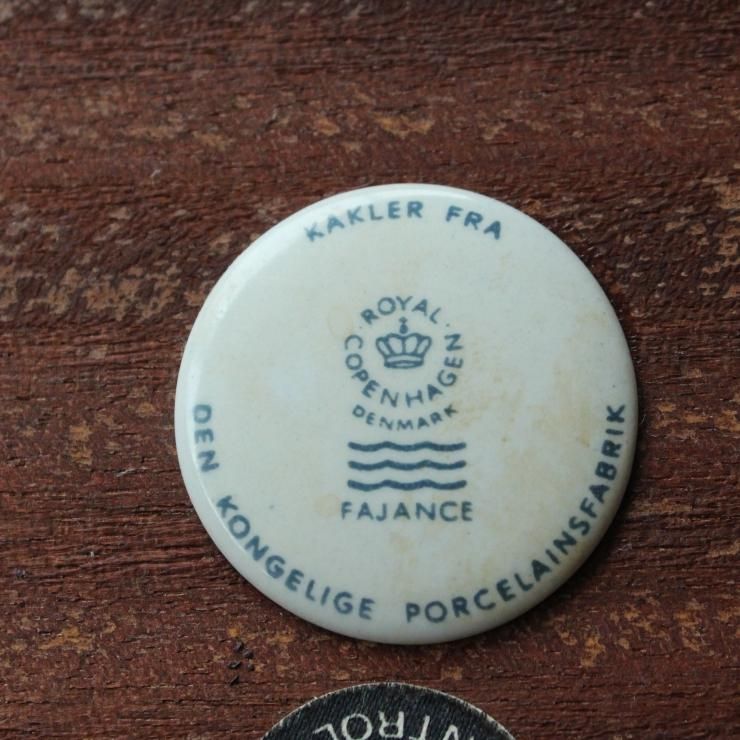 KAKLER FRA
ROYAL
COPENHAGEN
DENMARK
FAJANCE
DEN KONGELIGE PORCELAINSFABRIK